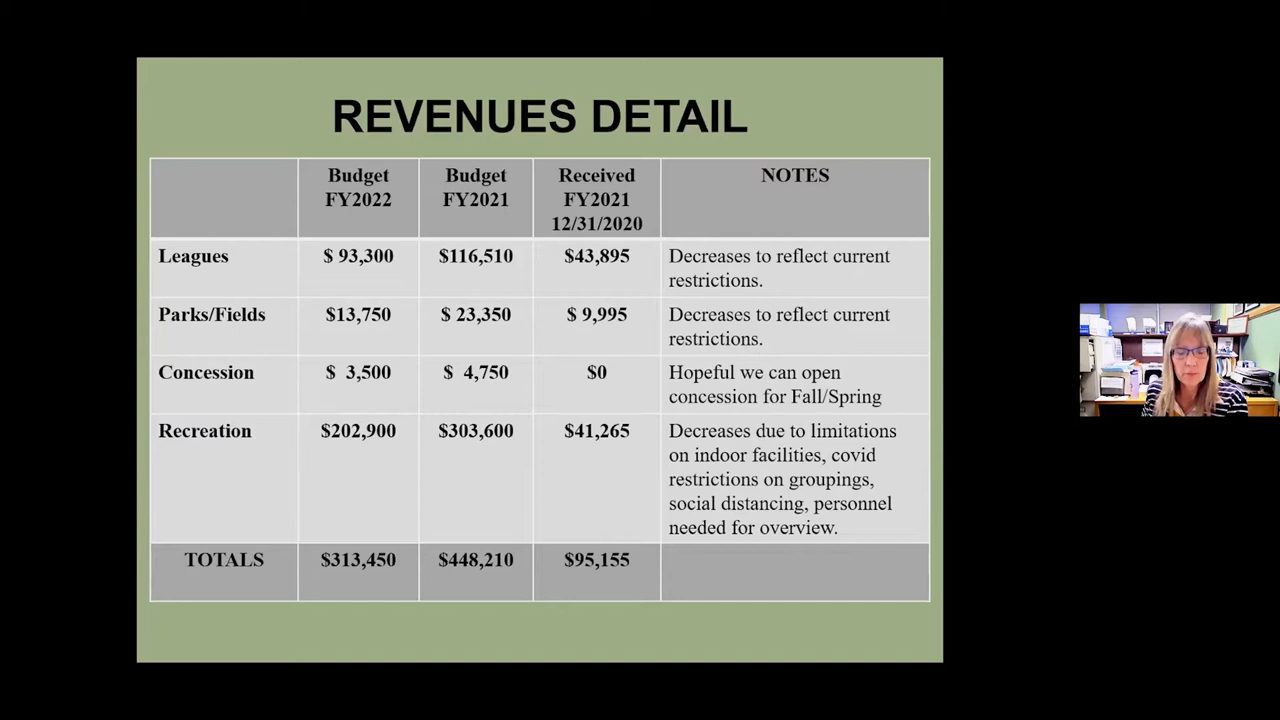 REVENUES DETAIL
Budget FY2022
Budget FY2021
Received FY2021 12/31/2020
NOTES
Leagues
$ 93,300
$116,510
$43,895
Decreases to reflect current
restrictions.
Parks/Fields
$13,750
$ 23,350
$ 9,995
Decreases to reflect current
restrictions.
Concession
$ 3,500
$ 4,750
$0
Hopeful we can open
concession for Fall/Spring
Recreation
$202,900
$303,600
$41,265
Decreases due to limitations
on indoor facilities, covid
restrictions on groupings,
social distancing, personnel
needed for overview.
TOTALS
$313,450
$448,210
$95,155